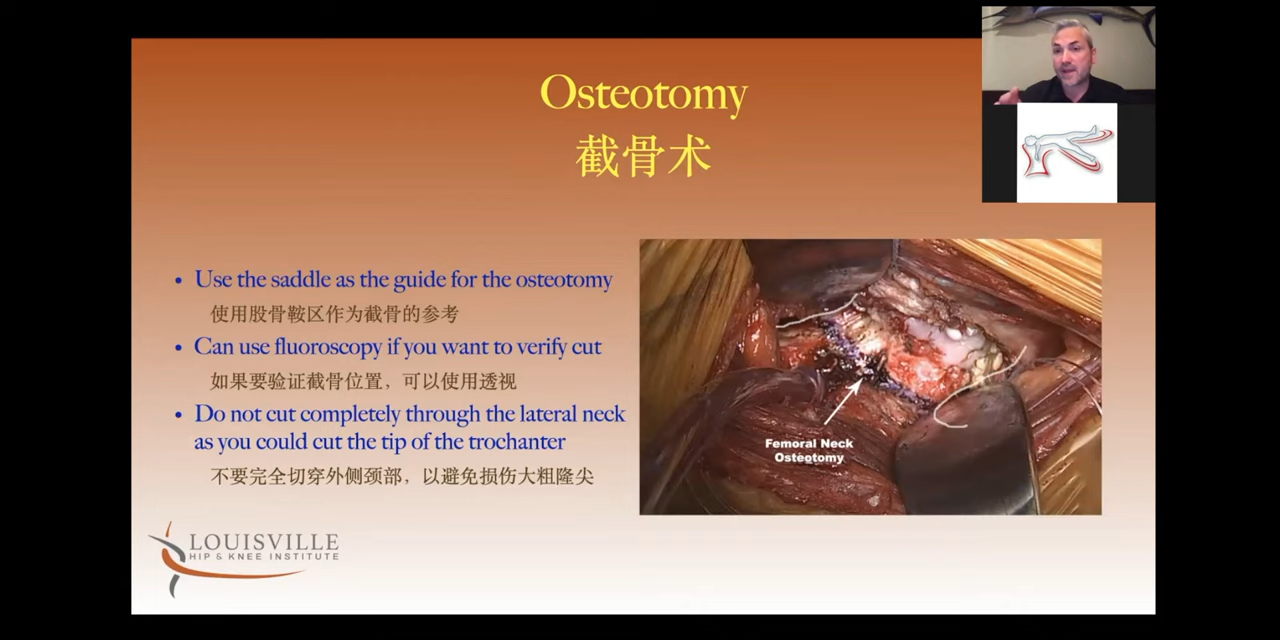 Osteotomy
截骨术
• Use the saddle as the guide for the osteotomy
使用股骨鞍区作为截骨的参考
• Can use fluoroscopy if you want to verify cut
如果要验证截骨位置，可以使用透视
• Do not cut completely through the lateral neck
as you could cut the tip of the trochanter
不要完全切穿外侧颈部，以避免损伤大粗隆尖
Femoral Neck
Osteotomy
LOUISVILLE
HIP & KNEE INSTITUTE